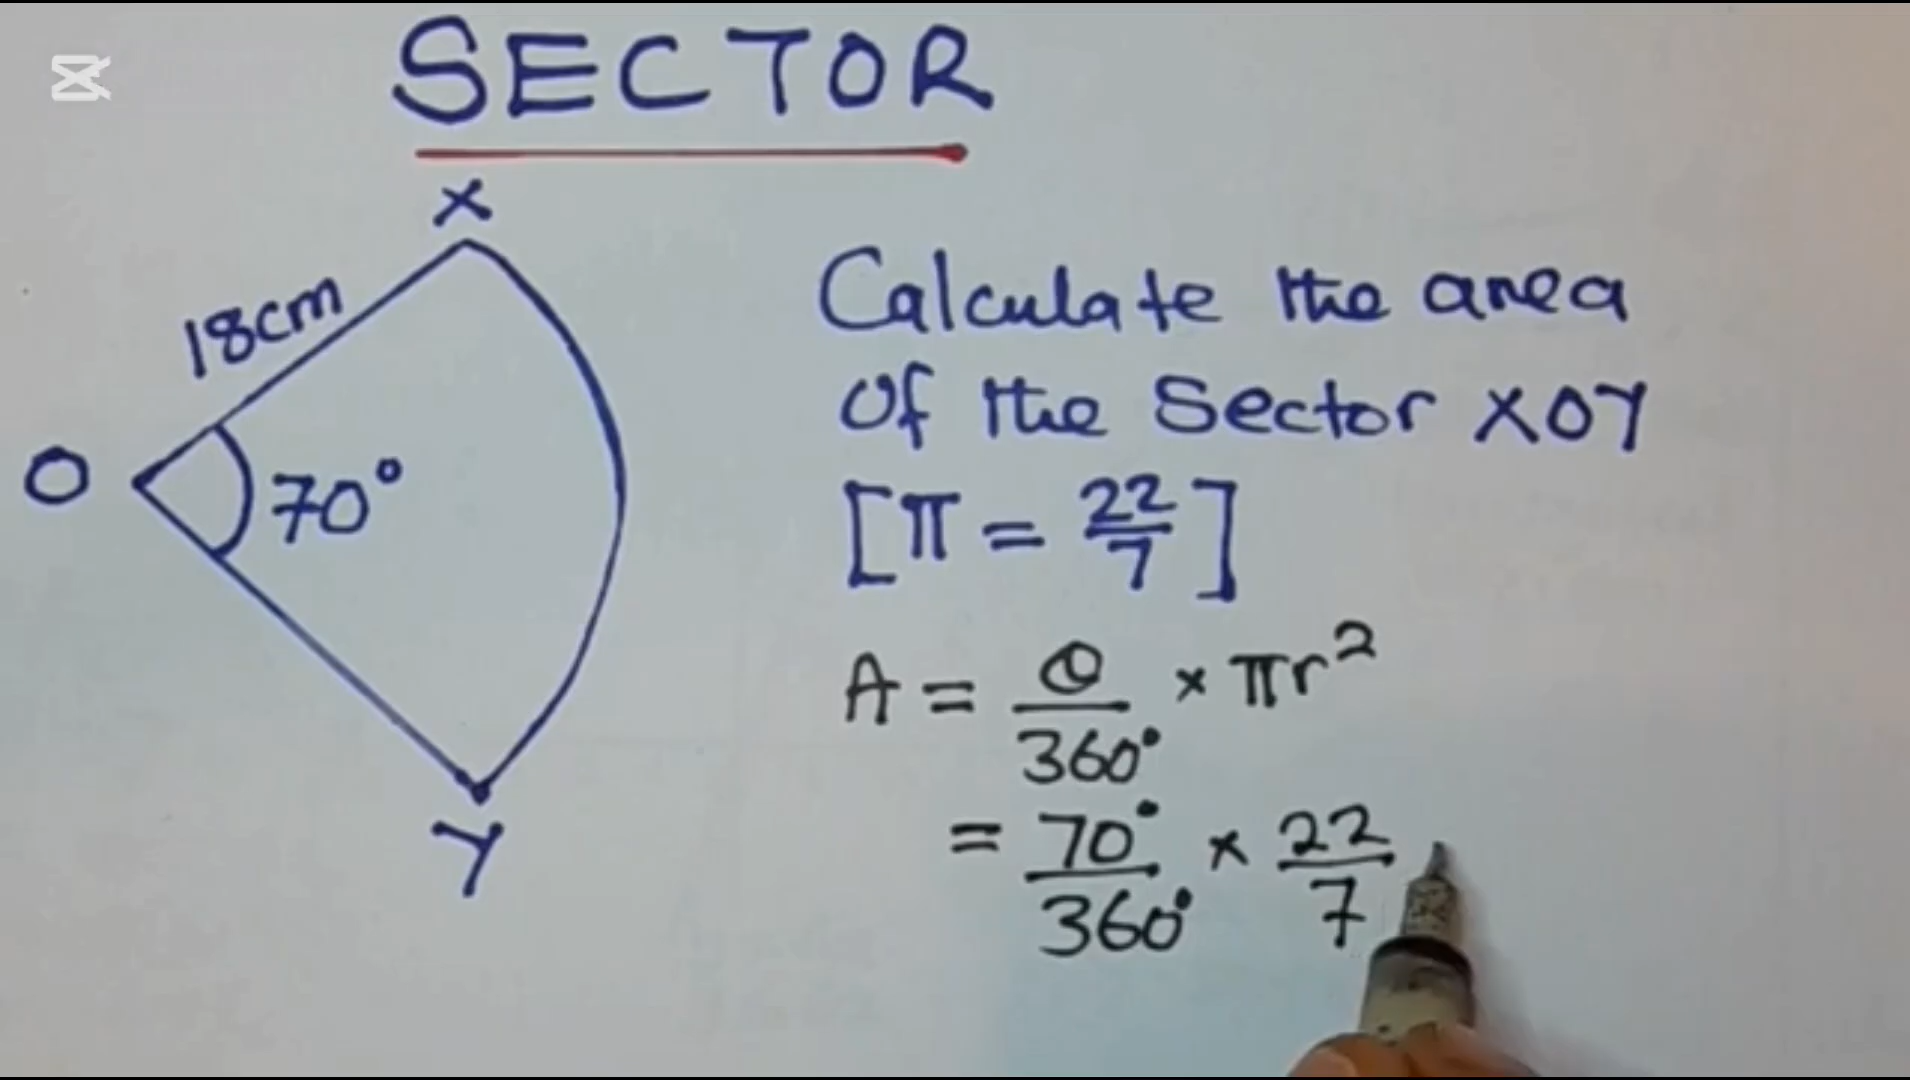 SECTOR
X
18cm
O
70°
Y
Calculate the area
of the Sector XOY
[π = 22/7]
A = θ/360° × πr²
= 70°/360° × 22/7